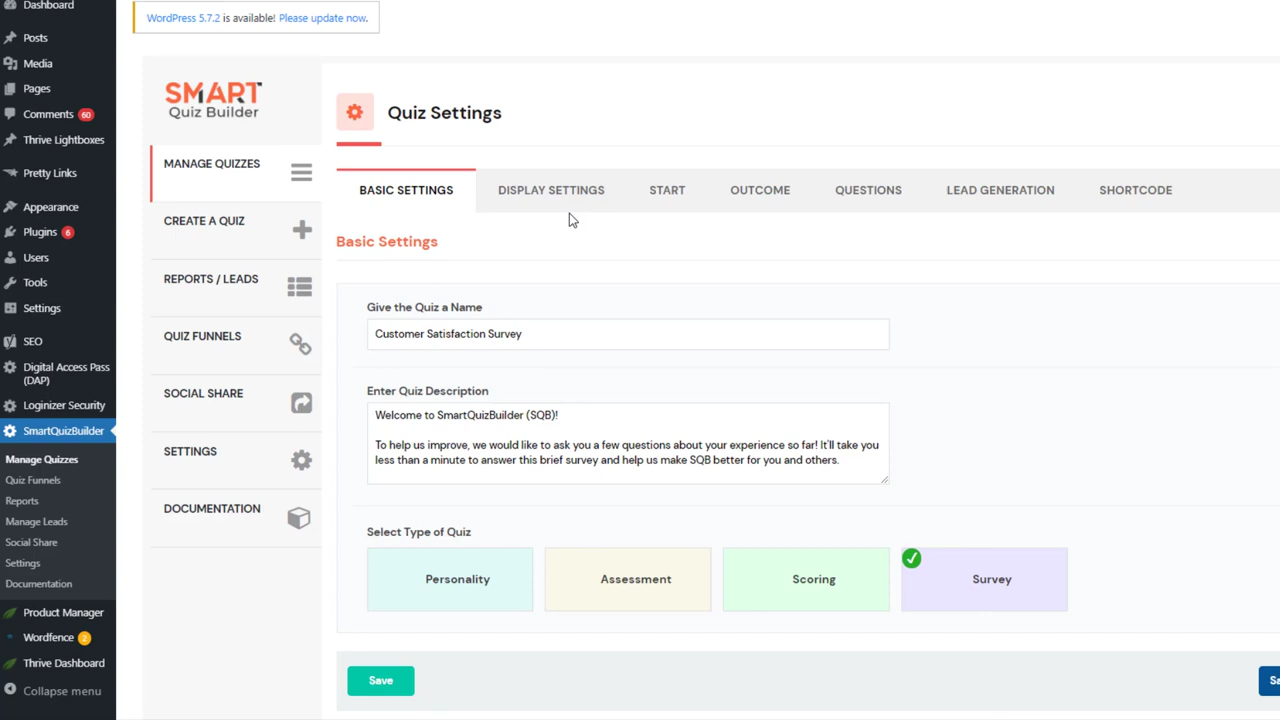 Dashboard
WordPress 5.7.2 is available! Please update now.
Posts
Media
Pages
Comments 60
Thrive Lightboxes
Pretty Links
Appearance
Plugins 6
Users
Tools
Settings
SEO
Digital Access Pass
(DAP)
Loginizer Security
SmartQuizBuilder
Manage Quizzes
Quiz Funnels
Reports
Manage Leads
Social Share
Settings
Documentation
Product Manager
Wordfence 2
Thrive Dashboard
Collapse menu
SMART
Quiz Builder
MANAGE QUIZZES
CREATE A QUIZ
REPORTS / LEADS
QUIZ FUNNELS
SOCIAL SHARE
SETTINGS
DOCUMENTATION
Quiz Settings
BASIC SETTINGS DISPLAY SETTINGS START OUTCOME QUESTIONS LEAD GENERATION SHORTCODE
Basic Settings
Give the Quiz a Name
Customer Satisfaction Survey
Enter Quiz Description
Welcome to SmartQuizBuilder (SQB)!
To help us improve, we would like to ask you a few questions about your experience so far! It'll take you
less than a minute to answer this brief survey and help us make SQB better for you and others.
Select Type of Quiz
Personality Assessment Scoring Survey
Save